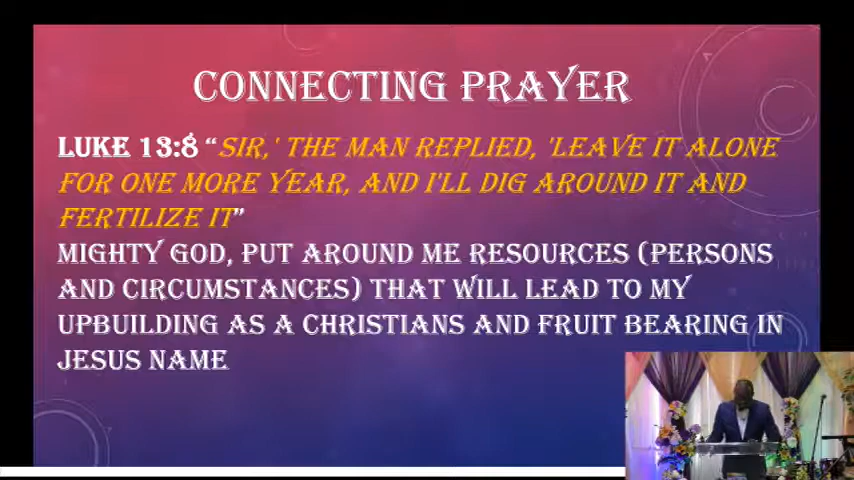 CONNECTING PRAYER
LUKE 13:8 “SIR,' THE MAN REPLIED, 'LEAVE IT ALONE
FOR ONE MORE YEAR, AND I'LL DIG AROUND IT AND
FERTILIZE IT”
MIGHTY GOD, PUT AROUND ME RESOURCES (PERSONS
AND CIRCUMSTANCES) THAT WILL LEAD TO MY
UPBUILDING AS A CHRISTIANS AND FRUIT BEARING IN
JESUS NAME